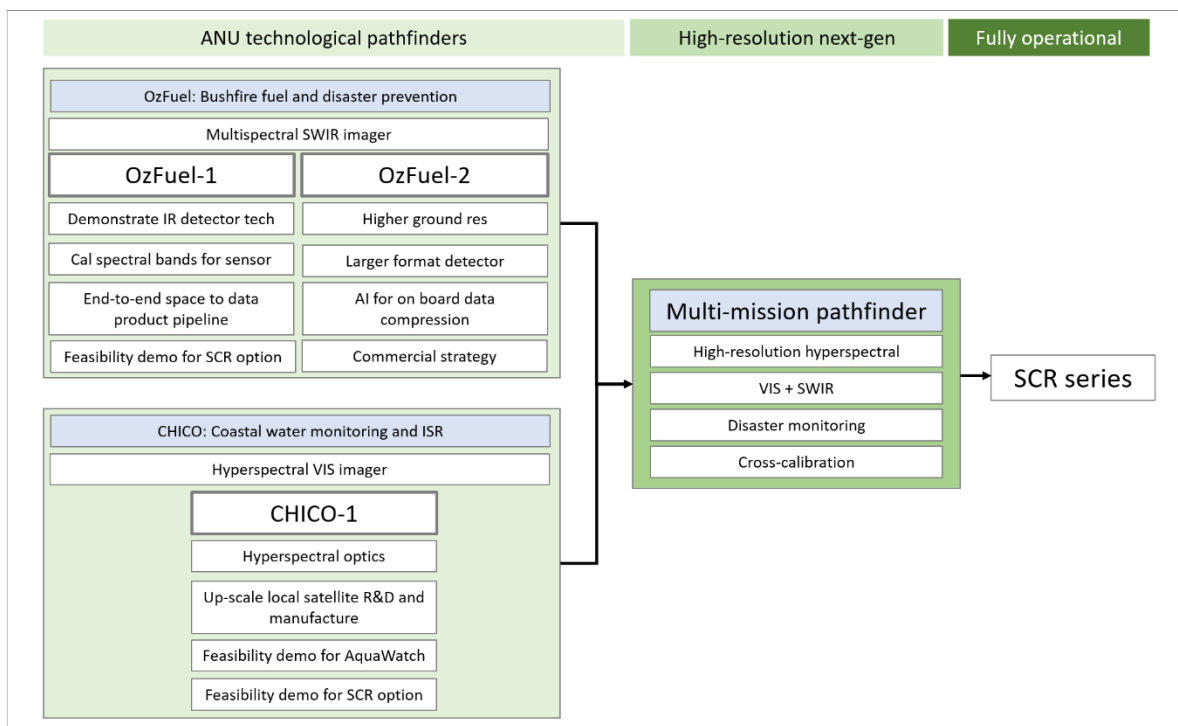 ANU technological pathfinders
High-resolution next-gen
Fully operational
OzFuel: Bushfire fuel and disaster prevention
Multispectral SWIR imager
OzFuel-1
OzFuel-2
Demonstrate IR detector tech
Higher ground res
Cal spectral bands for sensor
Larger format detector
End-to-end space to data
product pipeline
AI for on board data
compression
Feasibility demo for SCR option
Commercial strategy
CHICO: Coastal water monitoring and ISR
Hyperspectral VIS imager
CHICO-1
Hyperspectral optics
Up-scale local satellite R&D and
manufacture
Feasibility demo for AquaWatch
Feasibility demo for SCR option
Multi-mission pathfinder
High-resolution hyperspectral
VIS + SWIR
Disaster monitoring
Cross-calibration
SCR series